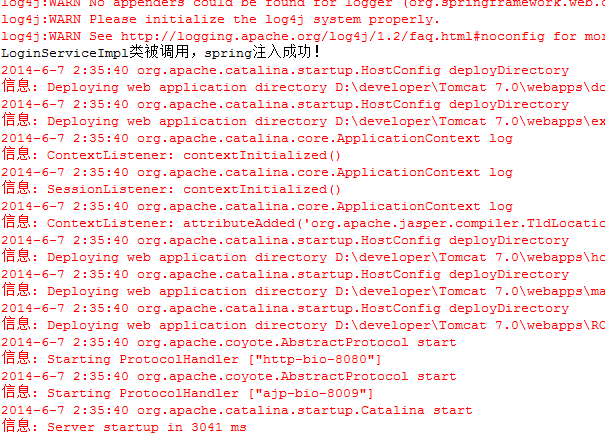 log4j:WARN No appenders could be found for logger (org.springframework.web.c
log4j:WARN Please initialize the log4j system properly.
log4j:WARN See http://logging.apache.org/log4j/1.2/faq.html#noconfig for mor
LoginServiceImpl类被调用，spring注入成功！
2014-6-7 2:35:40 org.apache.catalina.startup.HostConfig deployDirectory
信息: Deploying web application directory D:\developer\Tomcat 7.0\webapps\do
2014-6-7 2:35:40 org.apache.catalina.startup.HostConfig deployDirectory
信息: Deploying web application directory D:\developer\Tomcat 7.0\webapps\ex
2014-6-7 2:35:40 org.apache.catalina.core.ApplicationContext log
信息: ContextListener: contextInitialized()
2014-6-7 2:35:40 org.apache.catalina.core.ApplicationContext log
信息: SessionListener: contextInitialized()
2014-6-7 2:35:40 org.apache.catalina.core.ApplicationContext log
信息: ContextListener: attributeAdded('org.apache.jasper.compiler.TldLocatio
2014-6-7 2:35:40 org.apache.catalina.startup.HostConfig deployDirectory
信息: Deploying web application directory D:\developer\Tomcat 7.0\webapps\ho
2014-6-7 2:35:40 org.apache.catalina.startup.HostConfig deployDirectory
信息: Deploying web application directory D:\developer\Tomcat 7.0\webapps\ma
2014-6-7 2:35:40 org.apache.catalina.startup.HostConfig deployDirectory
信息: Deploying web application directory D:\developer\Tomcat 7.0\webapps\RO
2014-6-7 2:35:40 org.apache.coyote.AbstractProtocol start
信息: Starting ProtocolHandler ["http-bio-8080"]
2014-6-7 2:35:40 org.apache.coyote.AbstractProtocol start
信息: Starting ProtocolHandler ["ajp-bio-8009"]
2014-6-7 2:35:40 org.apache.catalina.startup.Catalina start
信息: Server startup in 3041 ms